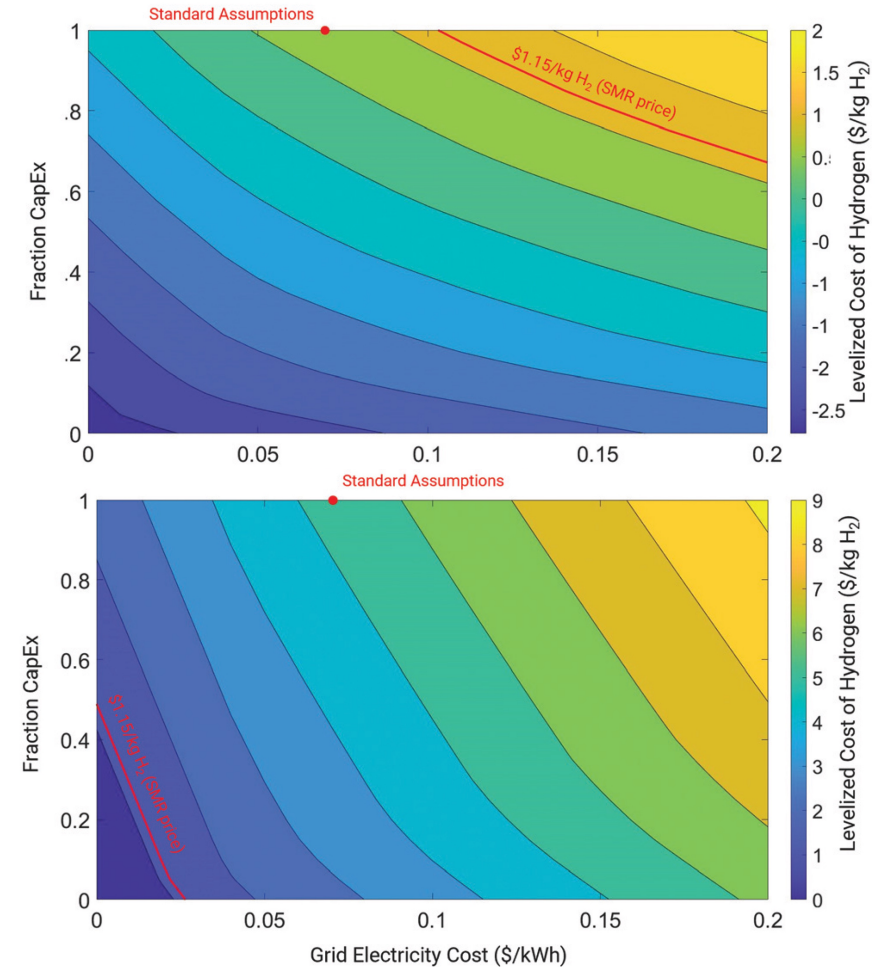 Standard Assumptions
1
.8
.6
.4
.2
0
Fraction CapEx
$1.15/kg H₂ (SMR price)
0 0.05 0.1 0.15 0.2
2
1.5
1
0.:
0
-0
-1
-1
-2
-2.5
Levelized Cost of Hydrogen ($/kg H₂)
Standard Assumptions
1
0.8
0.6
0.4
0.2
0
Fraction CapEx
$1.15/kg H₂ (SMR price)
0 0.05 0.1 0.15 0.2
Grid Electricity Cost ($/kWh)
9
8
7
6
5
4
3
2
1
0
Levelized Cost of Hydrogen ($/kg H₂)